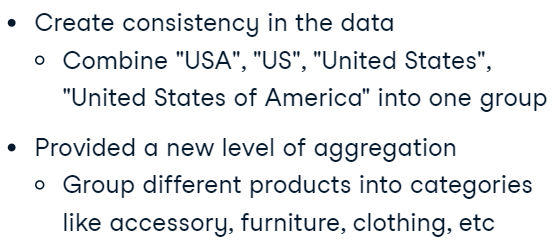 • Create consistency in the data
○ Combine "USA", "US", "United States",
"United States of America" into one group
• Provided a new level of aggregation
○ Group different products into categories
like accessory, furniture, clothing, etc